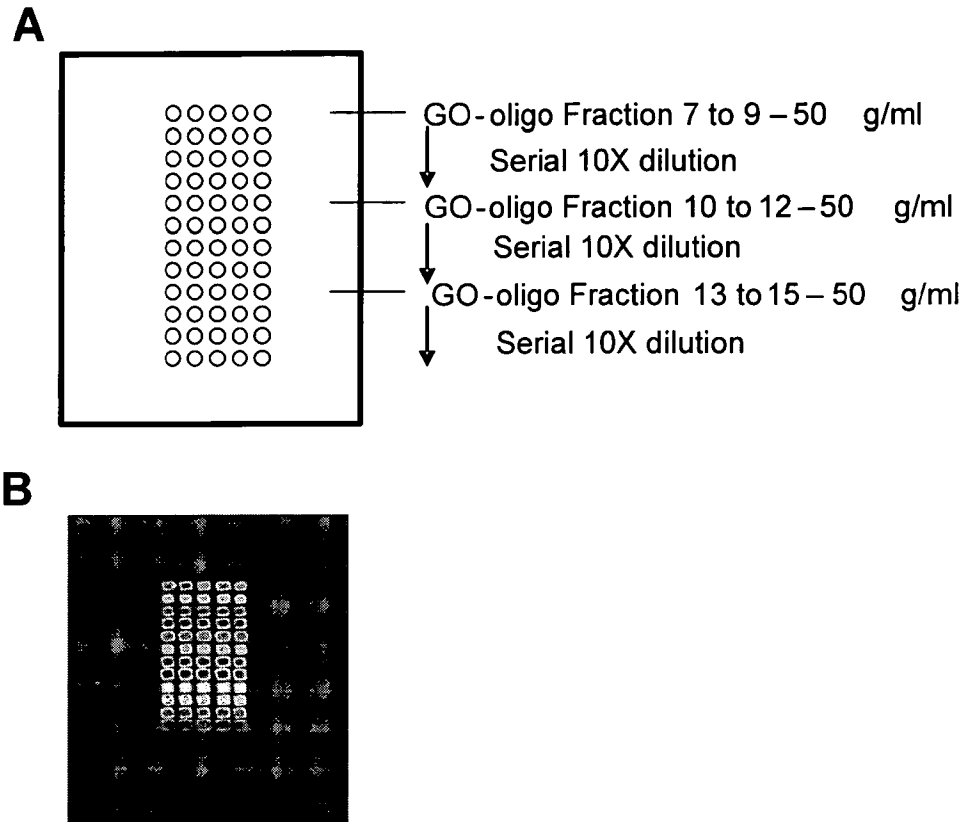 A
GO-oligo Fraction 7 to 9 – 50 g/ml
Serial 10X dilution
GO-oligo Fraction 10 to 12 – 50 g/ml
Serial 10X dilution
GO-oligo Fraction 13 to 15 – 50 g/ml
Serial 10X dilution
B